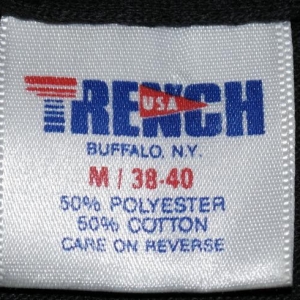 TRENCH
USA
BUFFALO, N.Y.
M / 38-40
50% POLYESTER
50% COTTON
CARE ON REVERSE